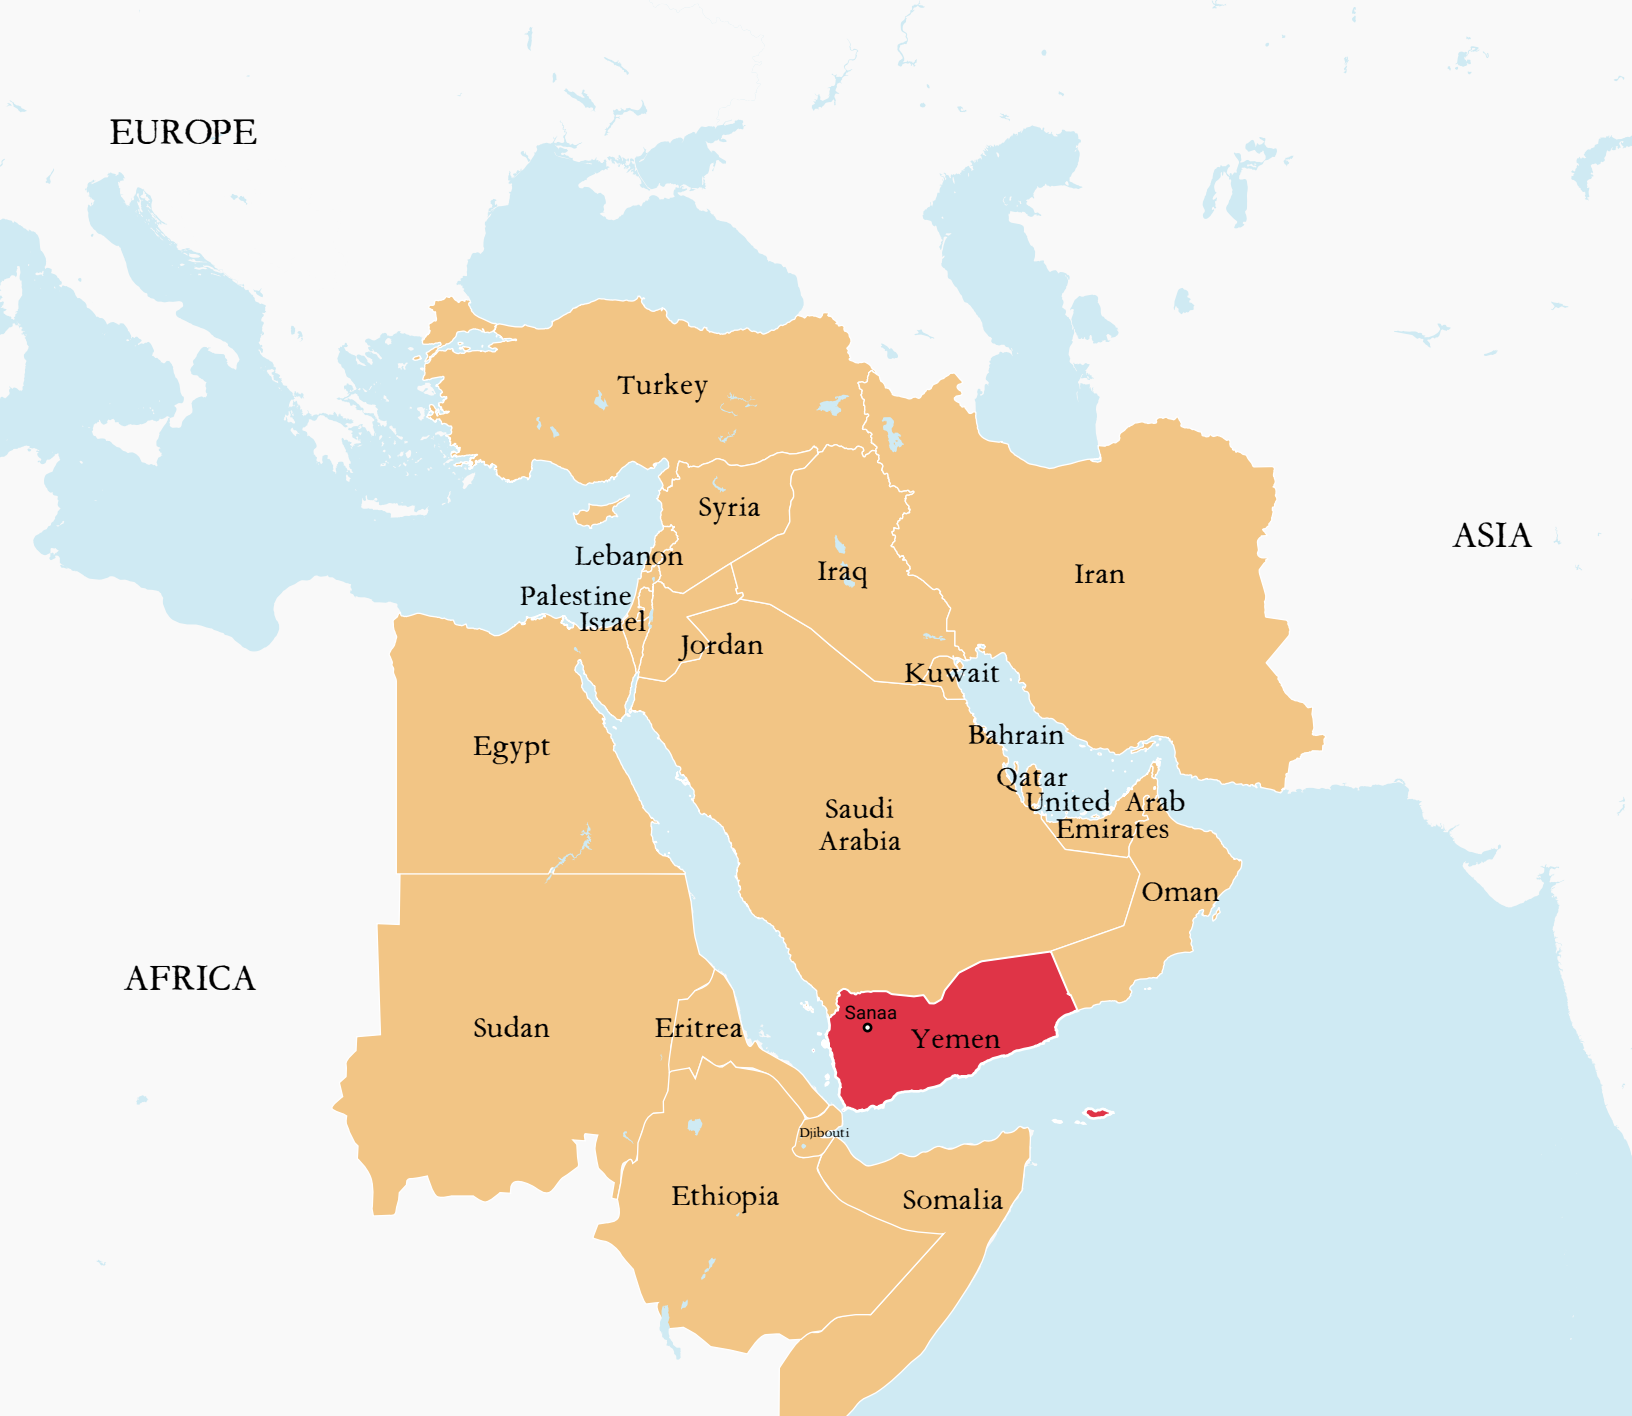 EUROPE
Turkey
Syria
ASIA
Lebanon
Iraq
Iran
Palestine
Israel
Jordan
Kuwait
Bahrain
Egypt
Qatar
United Arab
Emirates
Saudi
Arabia
Oman
AFRICA
Sanaa
Sudan
Eritrea
Yemen
Djibouti
Ethiopia
Somalia